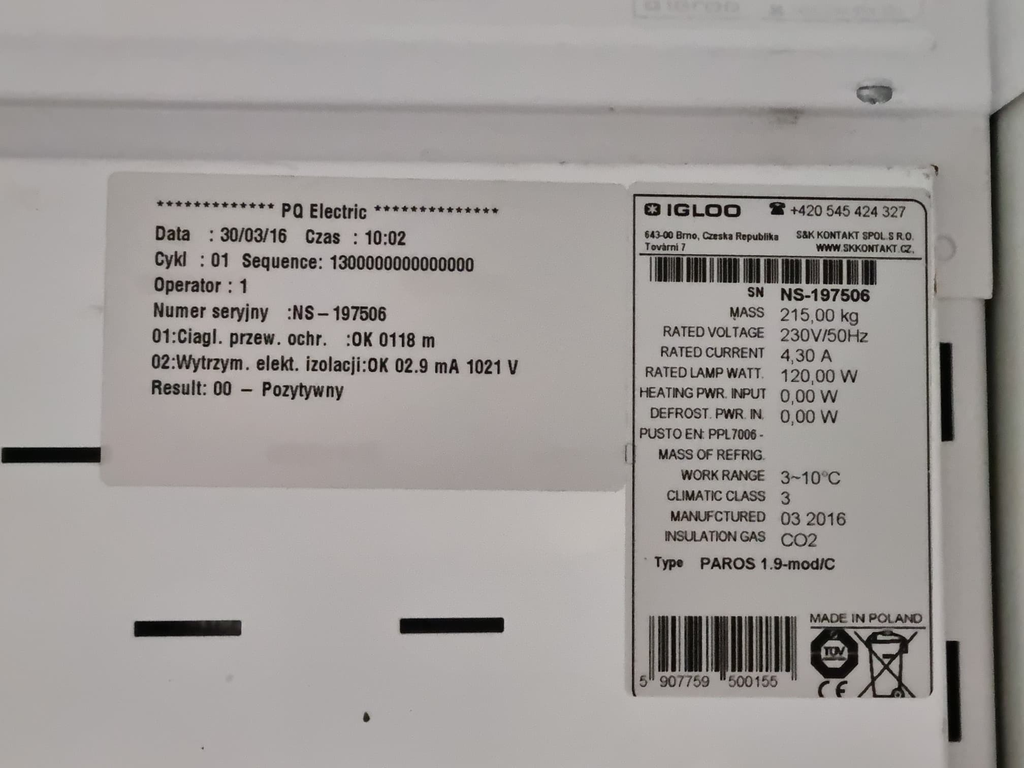 ************* PQ Electric **************
Data : 30/03/16 Czas : 10:02
Cykl : 01 Sequence: 1300000000000000
Operator : 1
Numer seryjny :NS-197506
01:Ciagl. przew. ochr. :OK 0118 m
02:Wytrzym. elekt. izolacji:OK 02.9 mA 1021 V
Result: 00 - Pozytywny
IGLOO ☎ +420 545 424 327
643-00 Brno, Czeska Republika S&K KONTAKT SPOL.S R.O.
Tovární 7 WWW.SKKONTAKT.CZ.
SN NS-197506
MASS 215,00 kg
RATED VOLTAGE 230V/50Hz
RATED CURRENT 4,30 A
RATED LAMP WATT. 120,00 W
HEATING PWR. INPUT 0,00 W
DEFROST. PWR. IN. 0,00 W
PUSTO EN: PPL7006 -
MASS OF REFRIG.
WORK RANGE 3~10°C
CLIMATIC CLASS 3
MANUFCTURED 03 2016
INSULATION GAS CO2
Type PAROS 1.9-mod/C
MADE IN POLAND
TÜV
CE
5 907759 500155